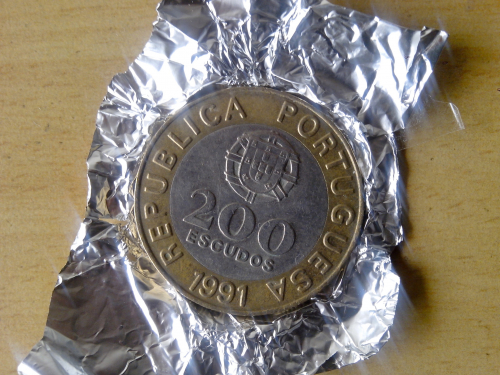 REPUBLICA PORTUGUESA
200
ESCUDOS
1991